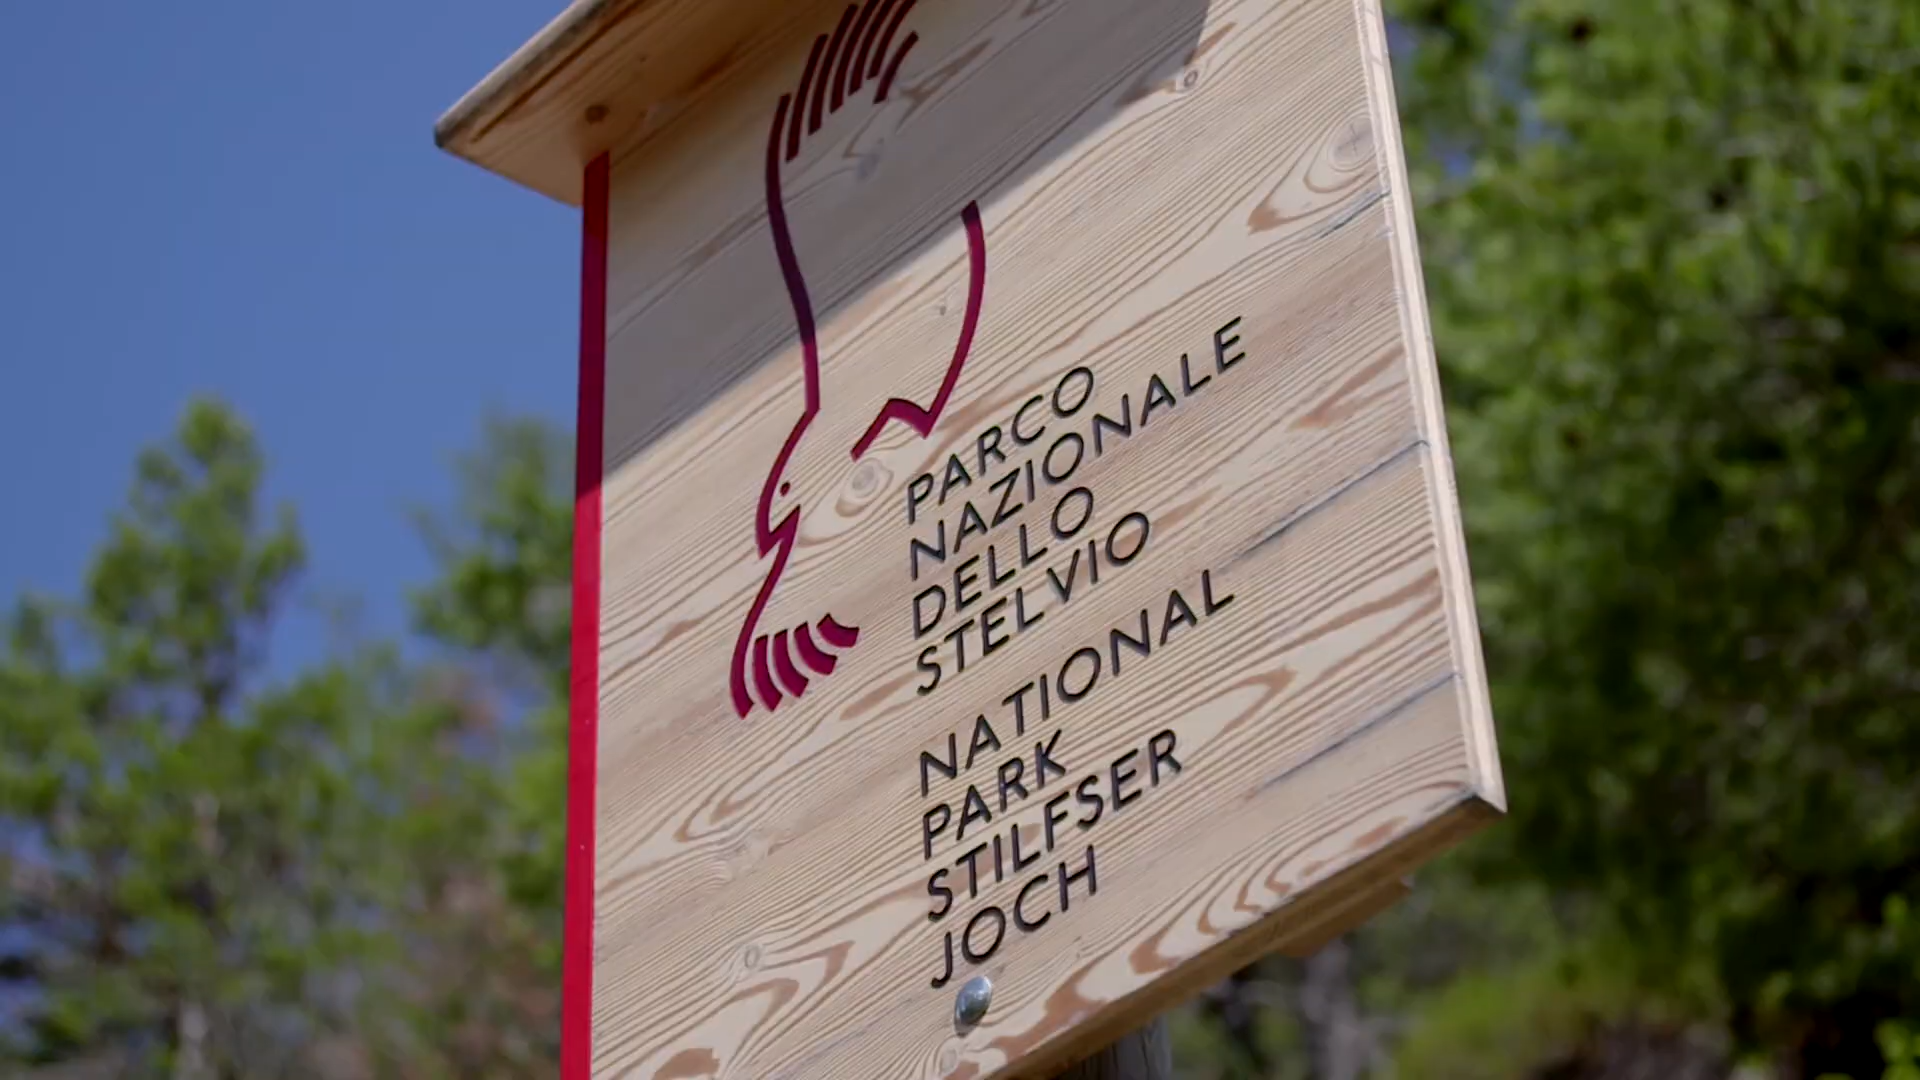 PARCO
NAZIONALE
DELLO
STELVIO
NATIONAL
PARK
STILFSER
JOCH